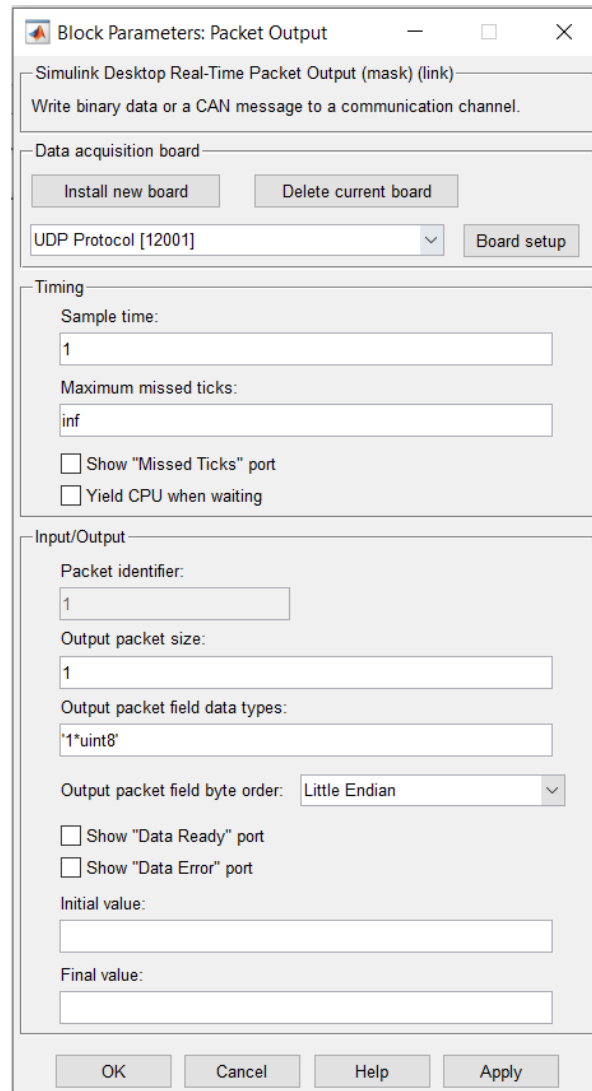 Block Parameters: Packet Output
Simulink Desktop Real-Time Packet Output (mask) (link)
Write binary data or a CAN message to a communication channel.
Data acquisition board
Install new board Delete current board
UDP Protocol [12001] Board setup
Timing
Sample time:
1
Maximum missed ticks:
inf
Show "Missed Ticks" port
Yield CPU when waiting
Input/Output
Packet identifier:
1
Output packet size:
1
Output packet field data types:
'1*uint8'
Output packet field byte order: Little Endian
Show "Data Ready" port
Show "Data Error" port
Initial value:
Final value:
OK Cancel Help Apply